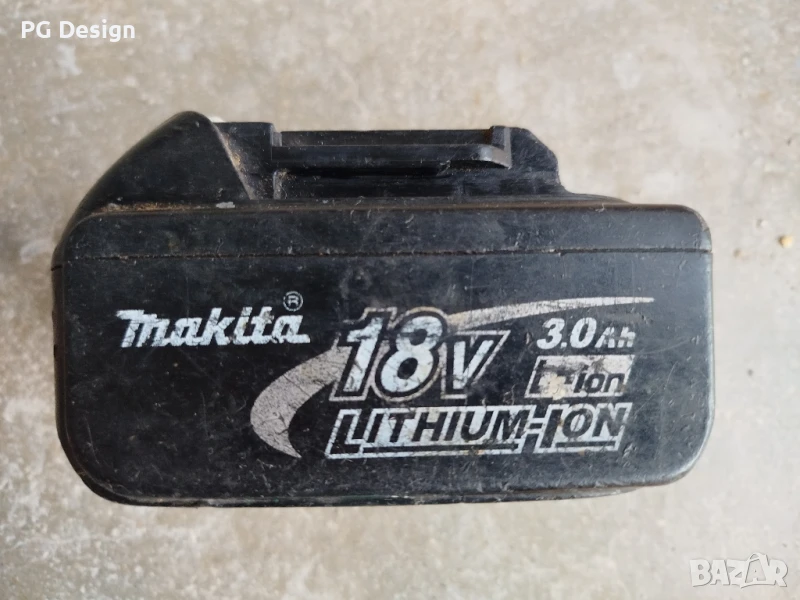 PG Design
makita®
18V 3.0Ah
Li-ion
LITHIUM-ION
BAZAR